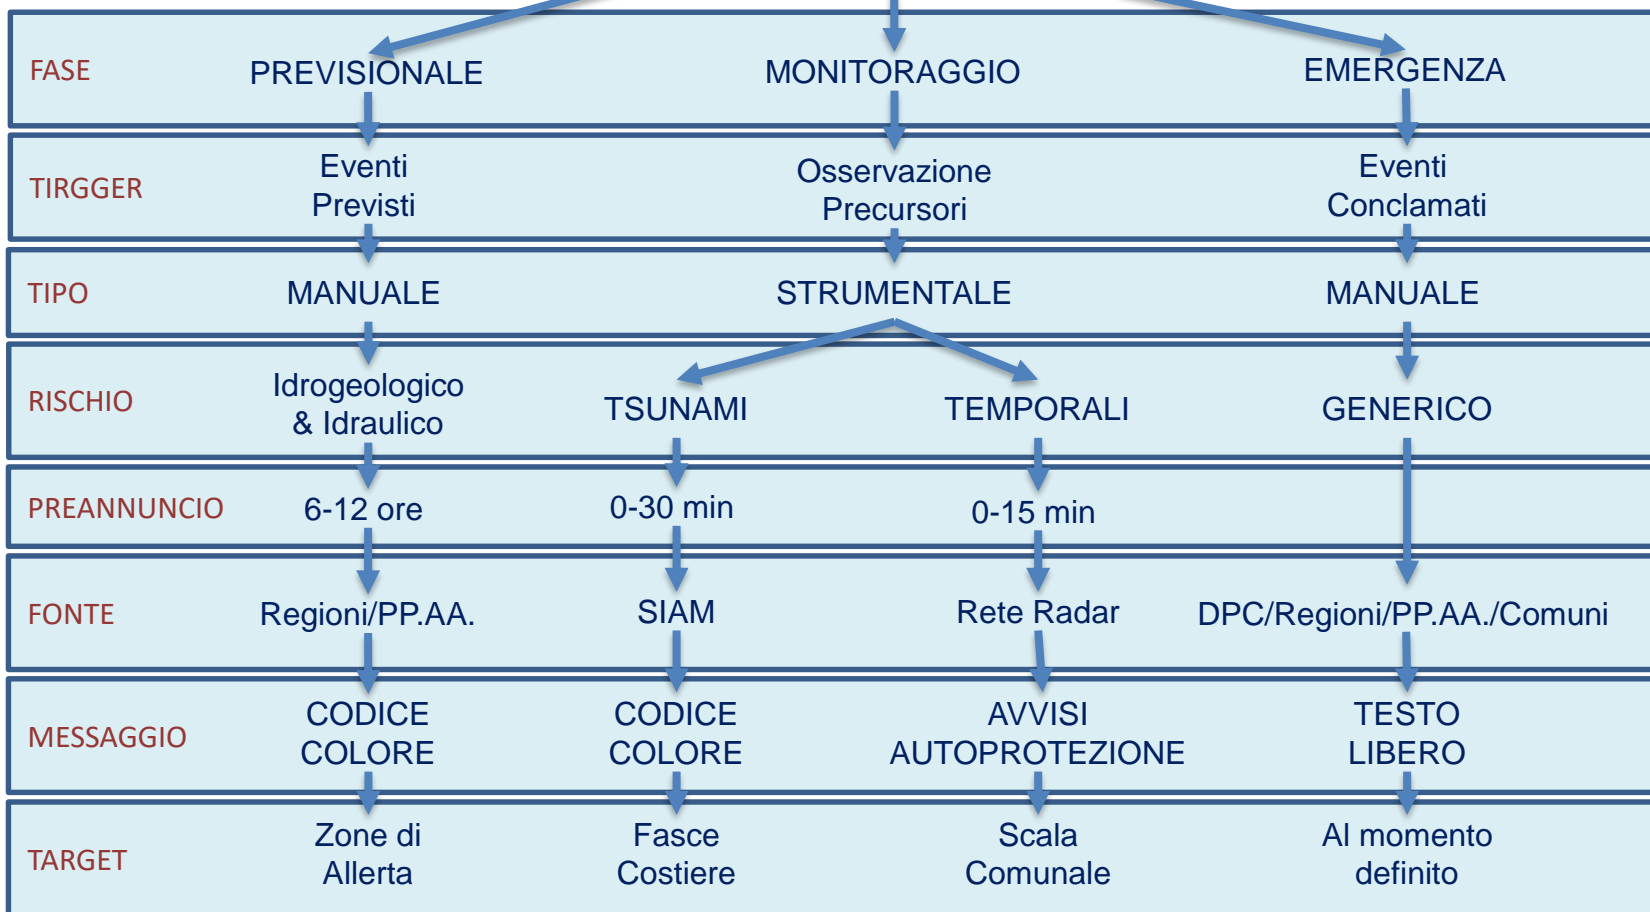 FASE
PREVISIONALE
MONITORAGGIO
EMERGENZA
TIRGGER
Eventi
Previsti
Osservazione
Precursori
Eventi
Conclamati
TIPO
MANUALE
STRUMENTALE
MANUALE
RISCHIO
Idrogeologico
& Idraulico
TSUNAMI
TEMPORALI
GENERICO
PREANNUNCIO
6-12 ore
0-30 min
0-15 min
FONTE
Regioni/PP.AA.
SIAM
Rete Radar
DPC/Regioni/PP.AA./Comuni
MESSAGGIO
CODICE
COLORE
CODICE
COLORE
AVVISI
AUTOPROTEZIONE
TESTO
LIBERO
TARGET
Zone di
Allerta
Fasce
Costiere
Scala
Comunale
Al momento
definito